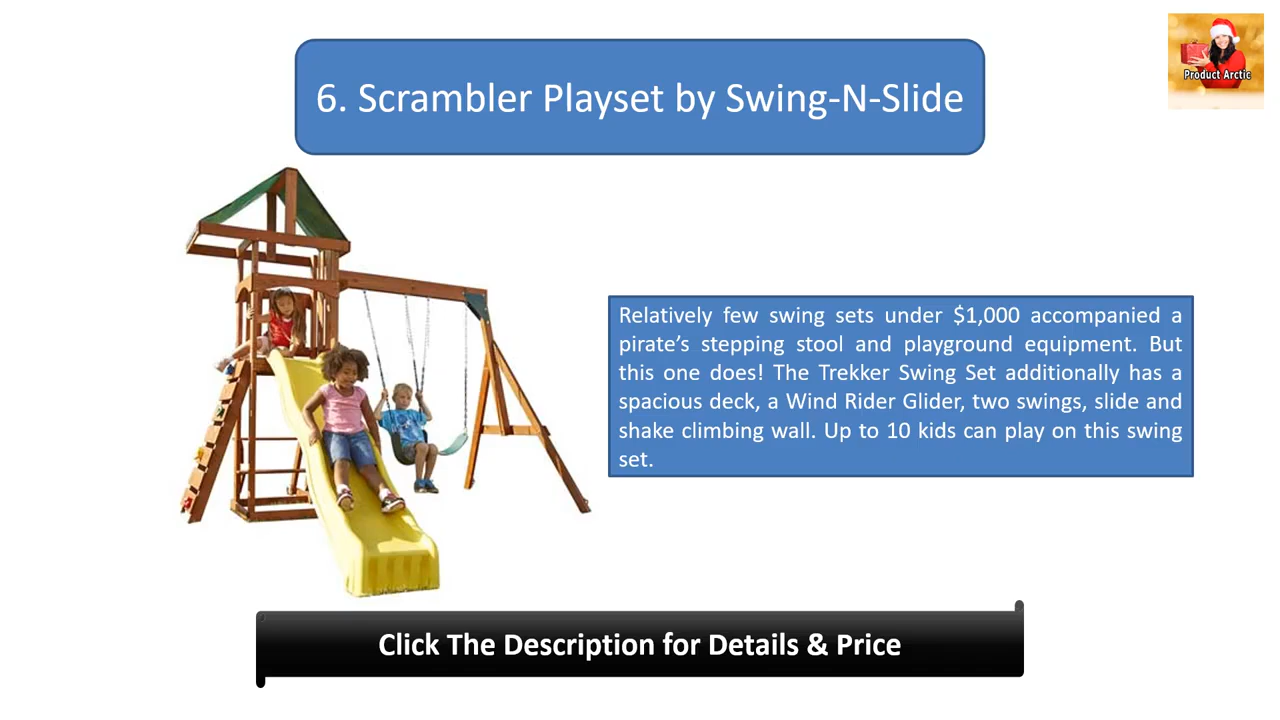 6. Scrambler Playset by Swing-N-Slide
Product Arctic
Relatively few swing sets under $1,000 accompanied a
pirate’s stepping stool and playground equipment. But
this one does! The Trekker Swing Set additionally has a
spacious deck, a Wind Rider Glider, two swings, slide and
shake climbing wall. Up to 10 kids can play on this swing
set.
Click The Description for Details & Price